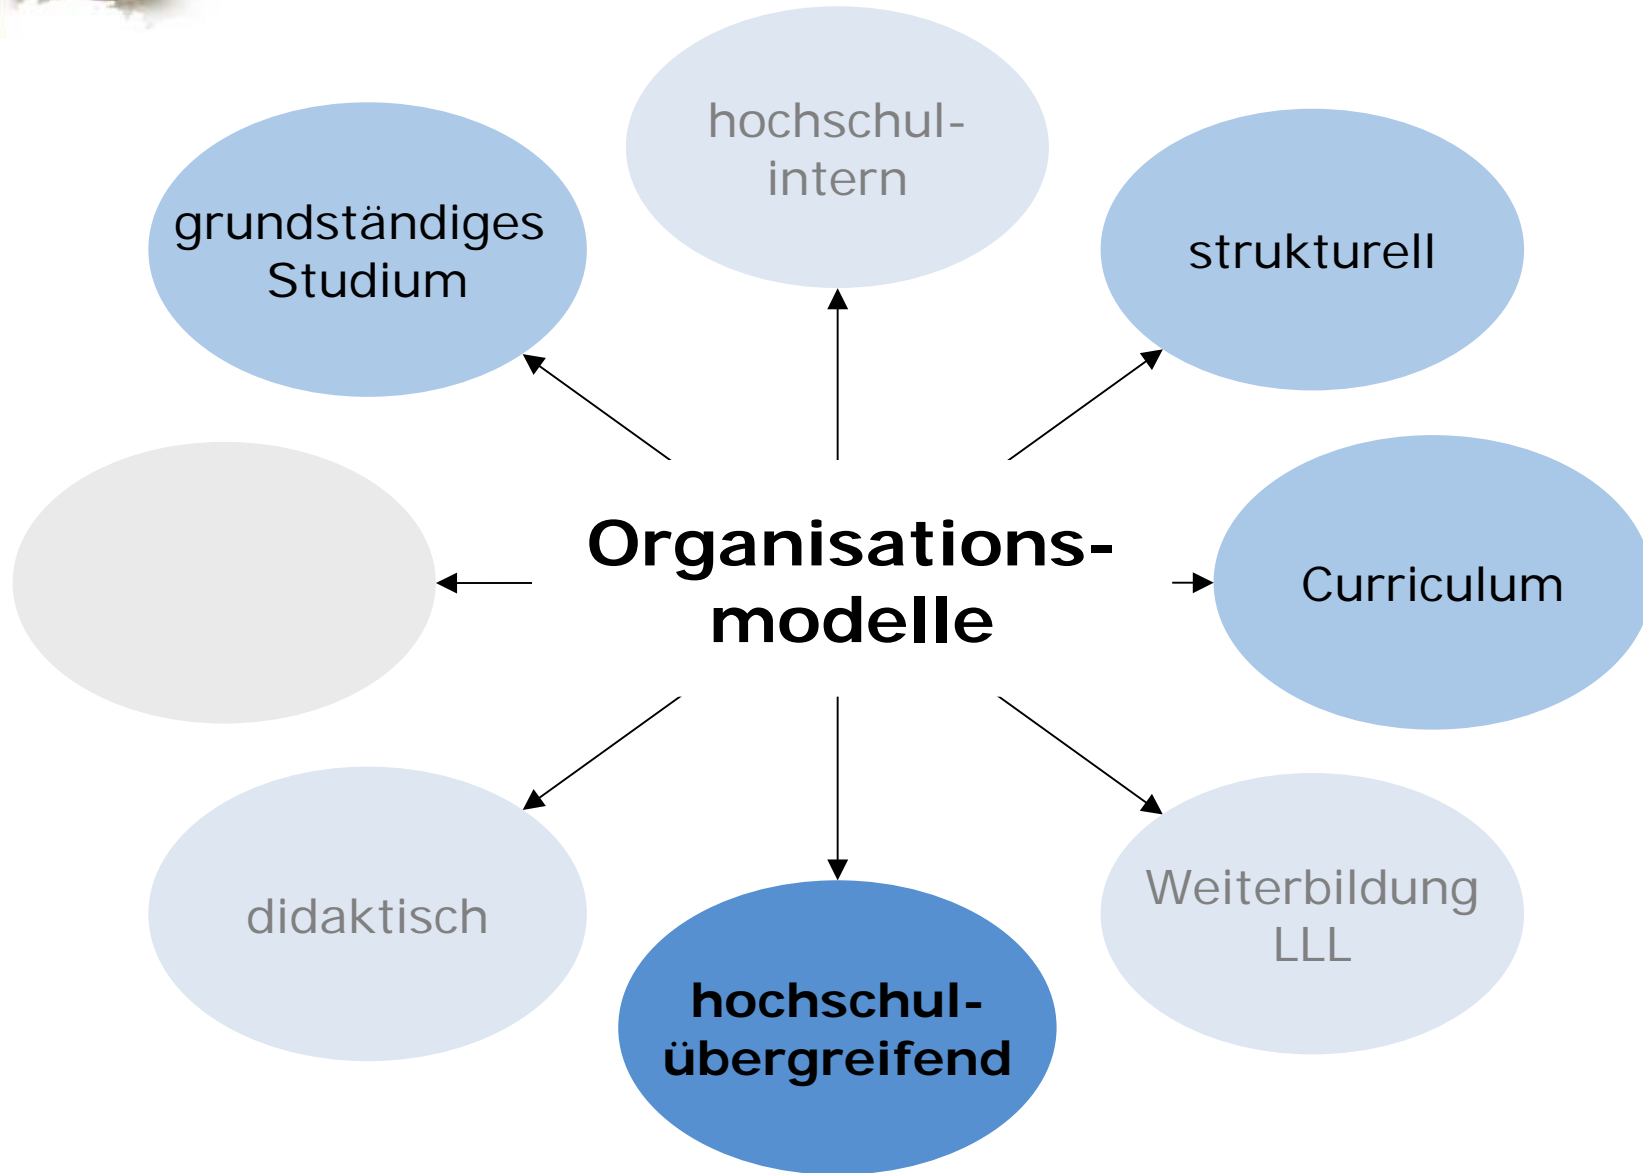 hochschul-
intern
grundständiges
Studium
strukturell
Organisations-
modelle
Curriculum
didaktisch
Weiterbildung
LLL
hochschul-
übergreifend